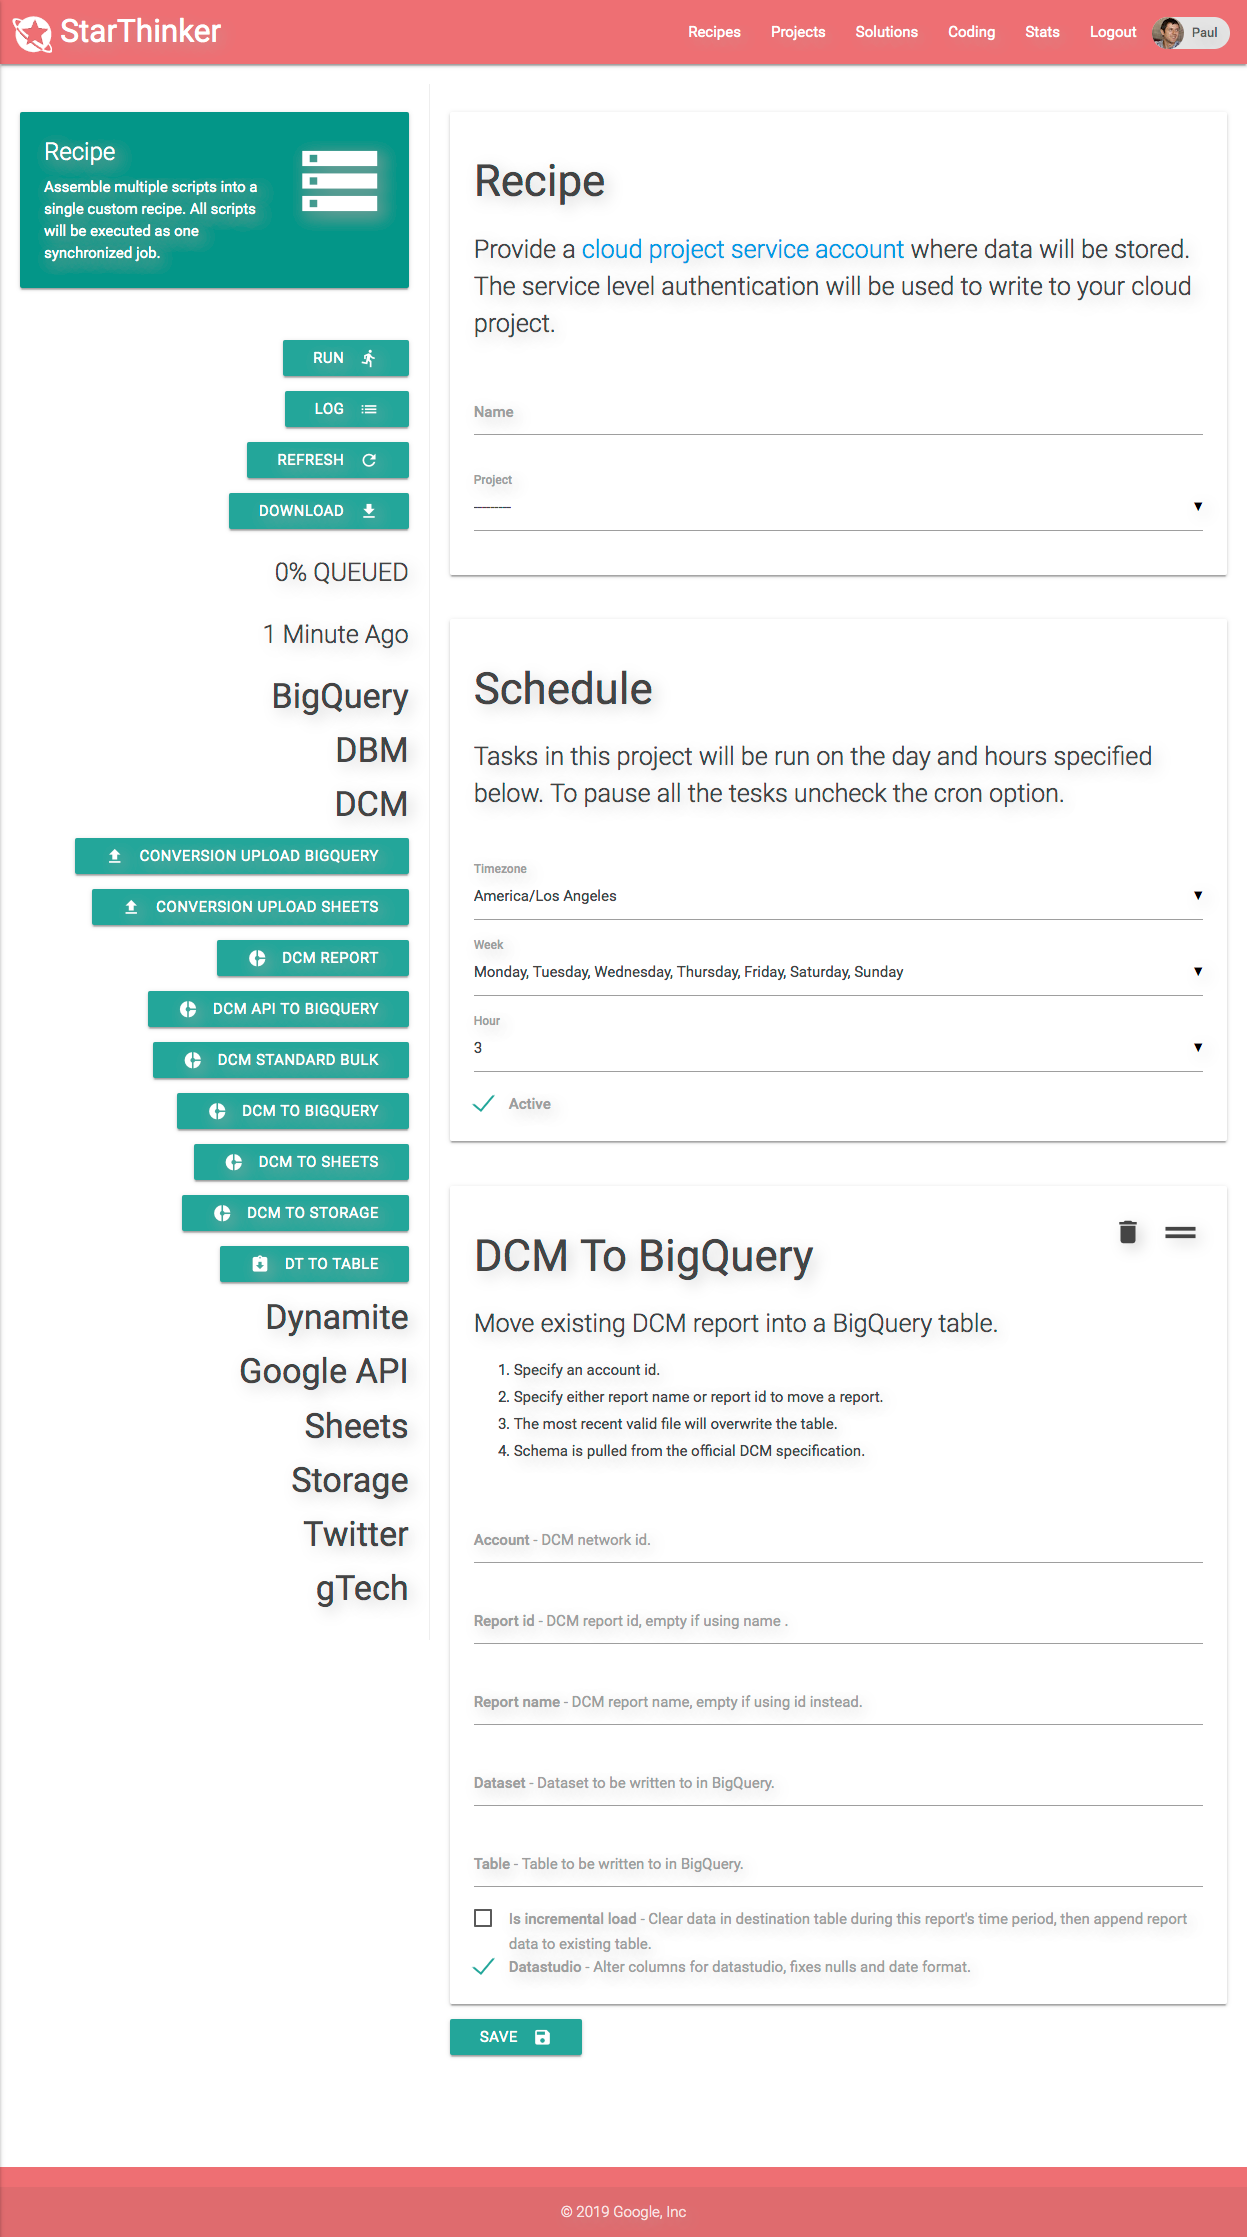 StarThinker
Recipes Projects Solutions Coding Stats Logout Paul
Recipe
Assemble multiple scripts into a
single custom recipe. All scripts
will be executed as one
synchronized job.
RUN
LOG
REFRESH
DOWNLOAD
0% QUEUED
1 Minute Ago
BigQuery
DBM
DCM
CONVERSION UPLOAD BIGQUERY
CONVERSION UPLOAD SHEETS
DCM REPORT
DCM API TO BIGQUERY
DCM STANDARD BULK
DCM TO BIGQUERY
DCM TO SHEETS
DCM TO STORAGE
DT TO TABLE
Dynamite
Google API
Sheets
Storage
Twitter
gTech
Recipe
Provide a cloud project service account where data will be stored.
The service level authentication will be used to write to your cloud
project.
Name
Project
---------
Schedule
Tasks in this project will be run on the day and hours specified
below. To pause all the tesks uncheck the cron option.
Timezone
America/Los Angeles
Week
Monday, Tuesday, Wednesday, Thursday, Friday, Saturday, Sunday
Hour
3
Active
DCM To BigQuery
Move existing DCM report into a BigQuery table.
1. Specify an account id.
2. Specify either report name or report id to move a report.
3. The most recent valid file will overwrite the table.
4. Schema is pulled from the official DCM specification.
Account - DCM network id.
Report id - DCM report id, empty if using name .
Report name - DCM report name, empty if using id instead.
Dataset - Dataset to be written to in BigQuery.
Table - Table to be written to in BigQuery.
Is incremental load - Clear data in destination table during this report's time period, then append report
data to existing table.
Datastudio - Alter columns for datastudio, fixes nulls and date format.
SAVE
© 2019 Google, Inc